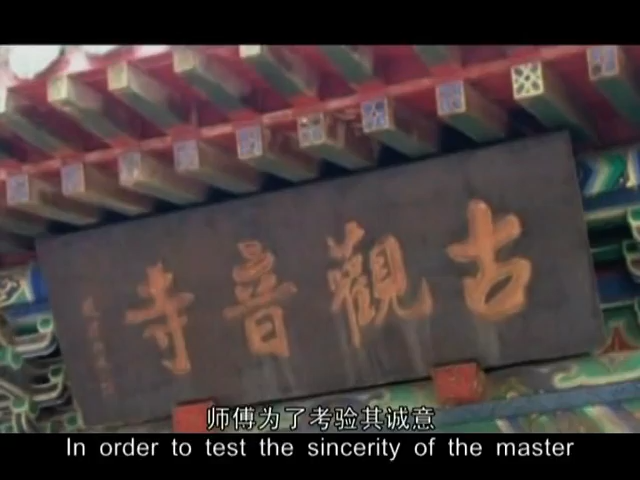 古觀音寺
师傅为了考验其诚意
In order to test the sincerity of the master